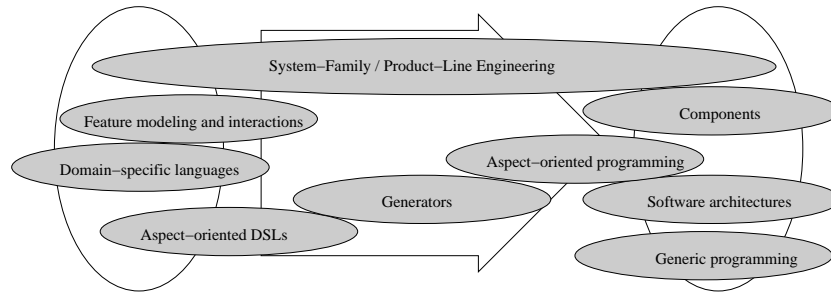 System−Family / Product−Line Engineering
Feature modeling and interactions
Components
Domain−specific languages
Aspect−oriented programming
Generators
Software architectures
Aspect−oriented DSLs
Generic programming